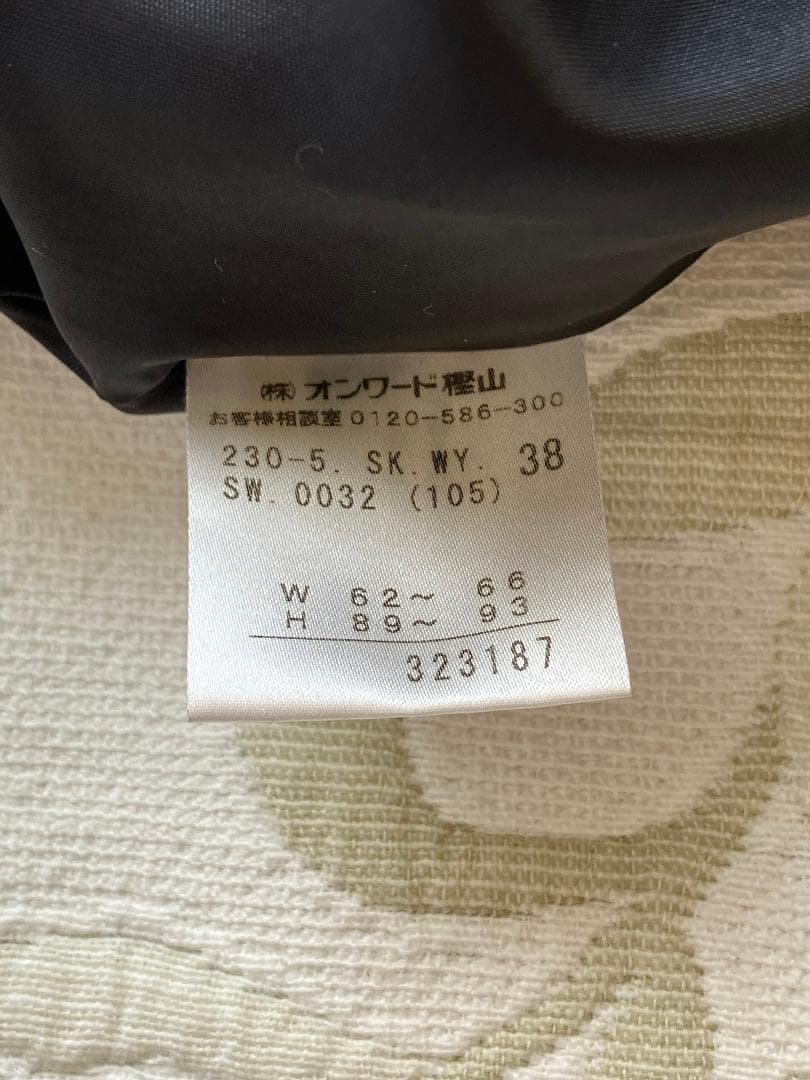 ㈱オンワード樫山
お客様相談室 0120-586-300
230-5. SK. WY. 38
SW. 0032 (105)
W 62～ 66
H 89～ 93
323187